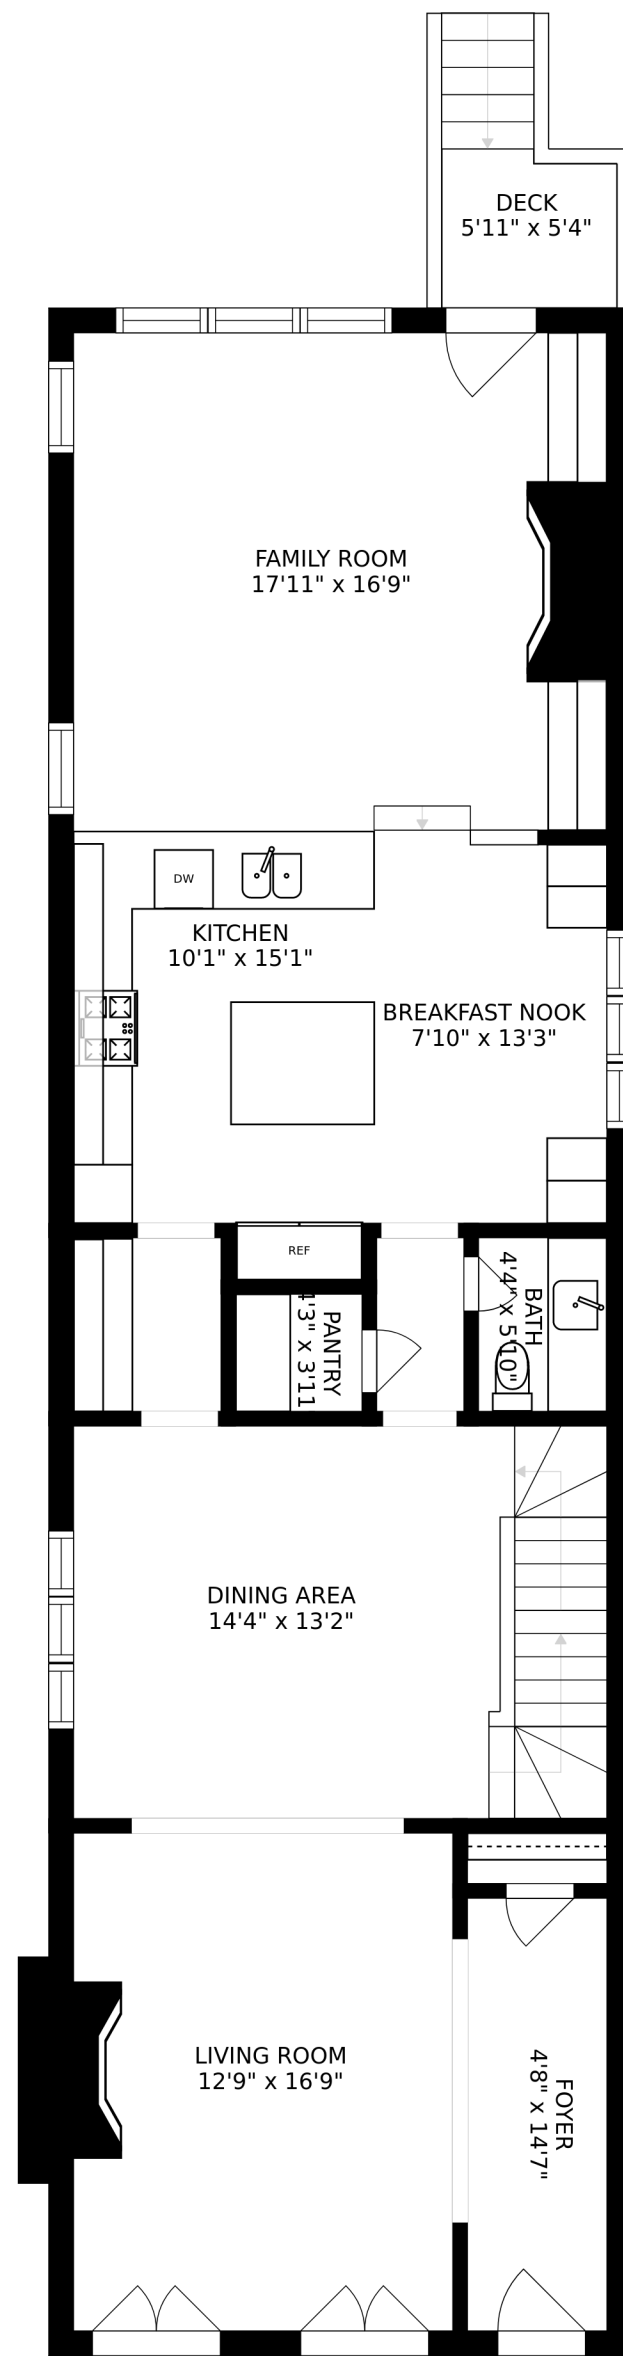 DECK
5'11" x 5'4"
FAMILY ROOM
17'11" x 16'9"
DW
KITCHEN
10'1" x 15'1"
BREAKFAST NOOK
7'10" x 13'3"
REF
BATH
4'4" x 5'10"
PANTRY
4'3" x 3'11
DINING AREA
14'4" x 13'2"
LIVING ROOM
12'9" x 16'9"
FOYER
4'8" x 14'7"